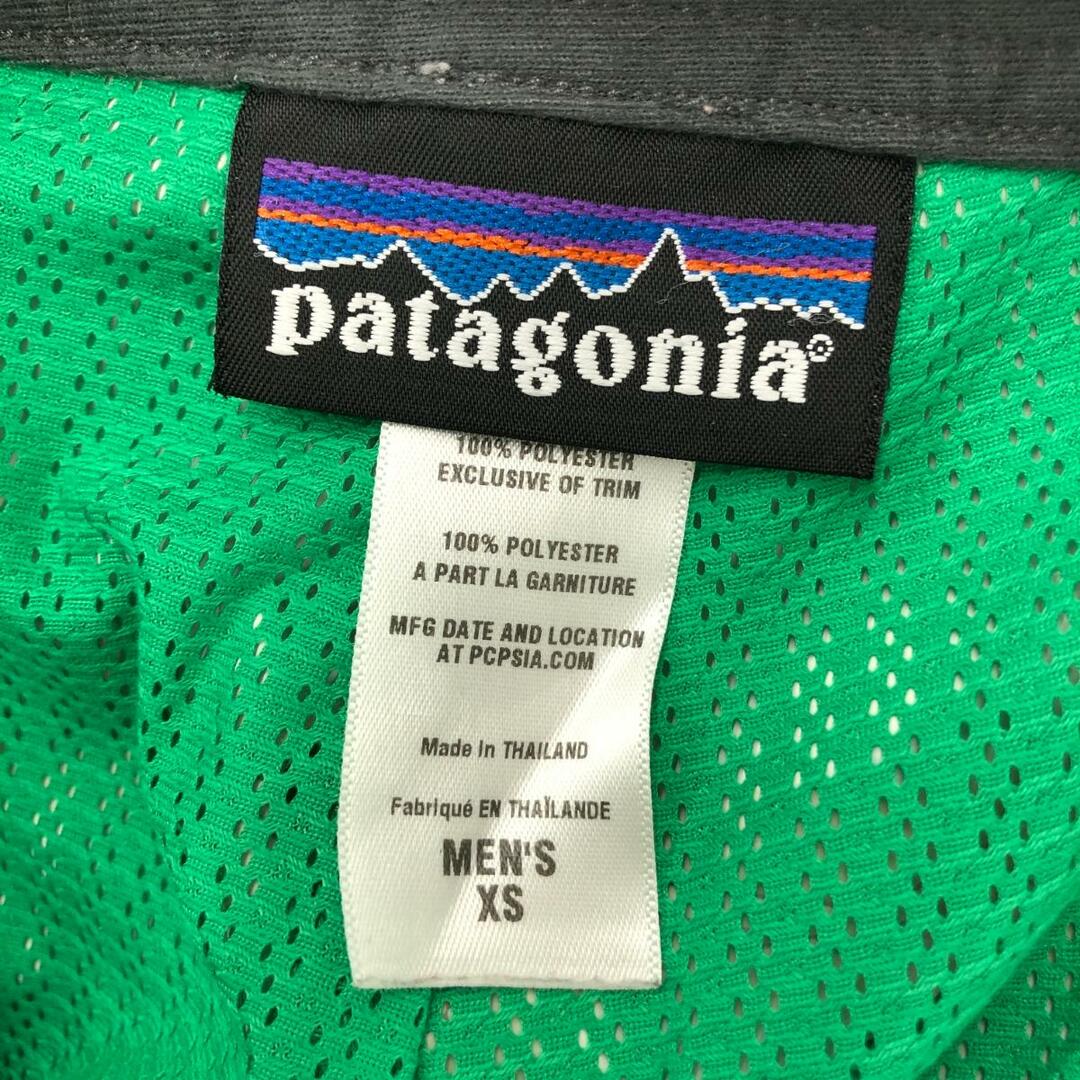 patagonia®
100% POLYESTER
EXCLUSIVE OF TRIM
100% POLYESTER
A PART LA GARNITURE
MFG DATE AND LOCATION
AT PCPSIA.COM
Made in THAILAND
Fabriqué EN THAÏLANDE
MEN'S
XS